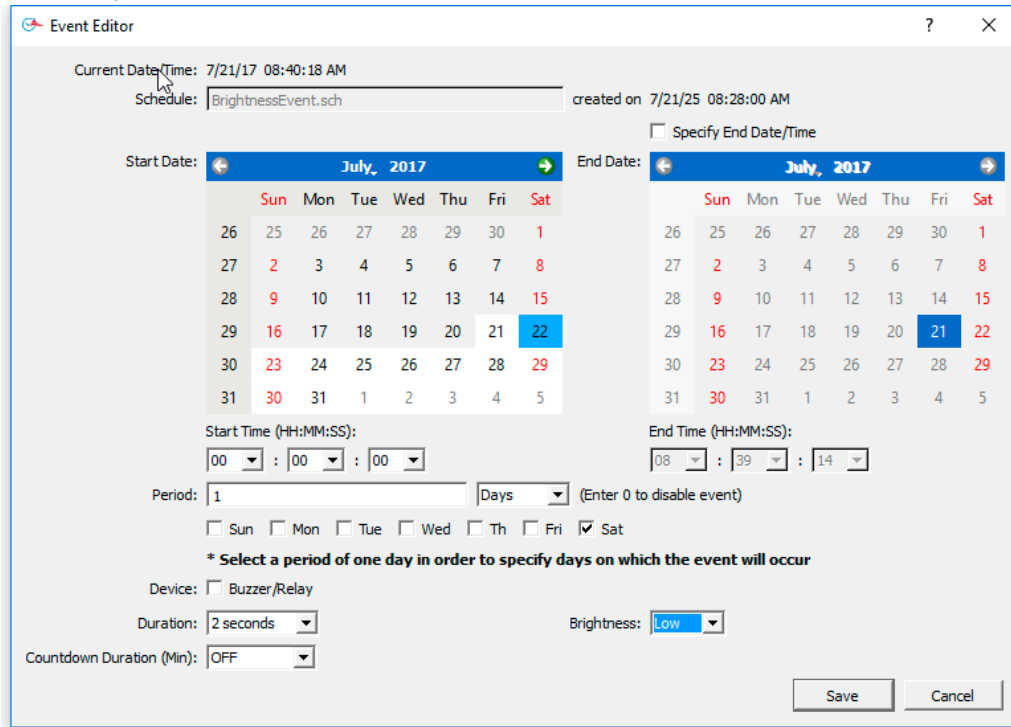 Event Editor ?
Current Date/Time: 7/21/17 08:40:18 AM
Schedule: BrightnessEvent.sch created on 7/21/25 08:28:00 AM
Specify End Date/Time
Start Date: July, 2017 End Date: July, 2017
Sun Mon Tue Wed Thu Fri Sat Sun Mon Tue Wed Thu Fri Sat
26 25 26 27 28 29 30 1 26 25 26 27 28 29 30 1
27 2 3 4 5 6 7 8 27 2 3 4 5 6 7 8
28 9 10 11 12 13 14 15 28 9 10 11 12 13 14 15
29 16 17 18 19 20 21 22 29 16 17 18 19 20 21 22
30 23 24 25 26 27 28 29 30 23 24 25 26 27 28 29
31 30 31 1 2 3 4 5 31 30 31 1 2 3 4 5
Start Time (HH:MM:SS): End Time (HH:MM:SS):
00 : 00 : 00 08 : 39 : 14
Period: 1 Days (Enter 0 to disable event)
Sun Mon Tue Wed Th Fri Sat
* Select a period of one day in order to specify days on which the event will occur
Device: Buzzer/Relay
Duration: 2 seconds Brightness: Low
Countdown Duration (Min): OFF
Save Cancel